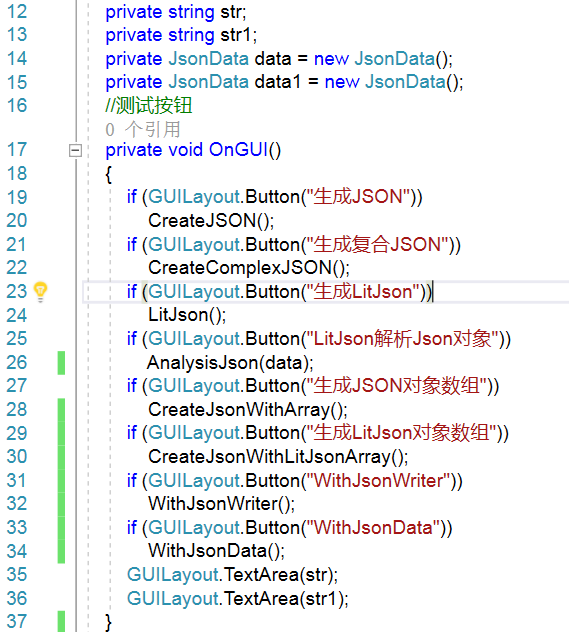 12 private string str;
13 private string str1;
14 private JsonData data = new JsonData();
15 private JsonData data1 = new JsonData();
16 //测试按钮
0 个引用
17 private void OnGUI()
18 {
19 if (GUILayout.Button("生成JSON"))
20 CreateJSON();
21 if (GUILayout.Button("生成复合JSON"))
22 CreateComplexJSON();
23 if (GUILayout.Button("生成LitJson"))
24 LitJson();
25 if (GUILayout.Button("LitJson解析Json对象"))
26 AnalysisJson(data);
27 if (GUILayout.Button("生成JSON对象数组"))
28 CreateJsonWithArray();
29 if (GUILayout.Button("生成LitJson对象数组"))
30 CreateJsonWithLitJsonArray();
31 if (GUILayout.Button("WithJsonWriter"))
32 WithJsonWriter();
33 if (GUILayout.Button("WithJsonData"))
34 WithJsonData();
35 GUILayout.TextArea(str);
36 GUILayout.TextArea(str1);
37 }